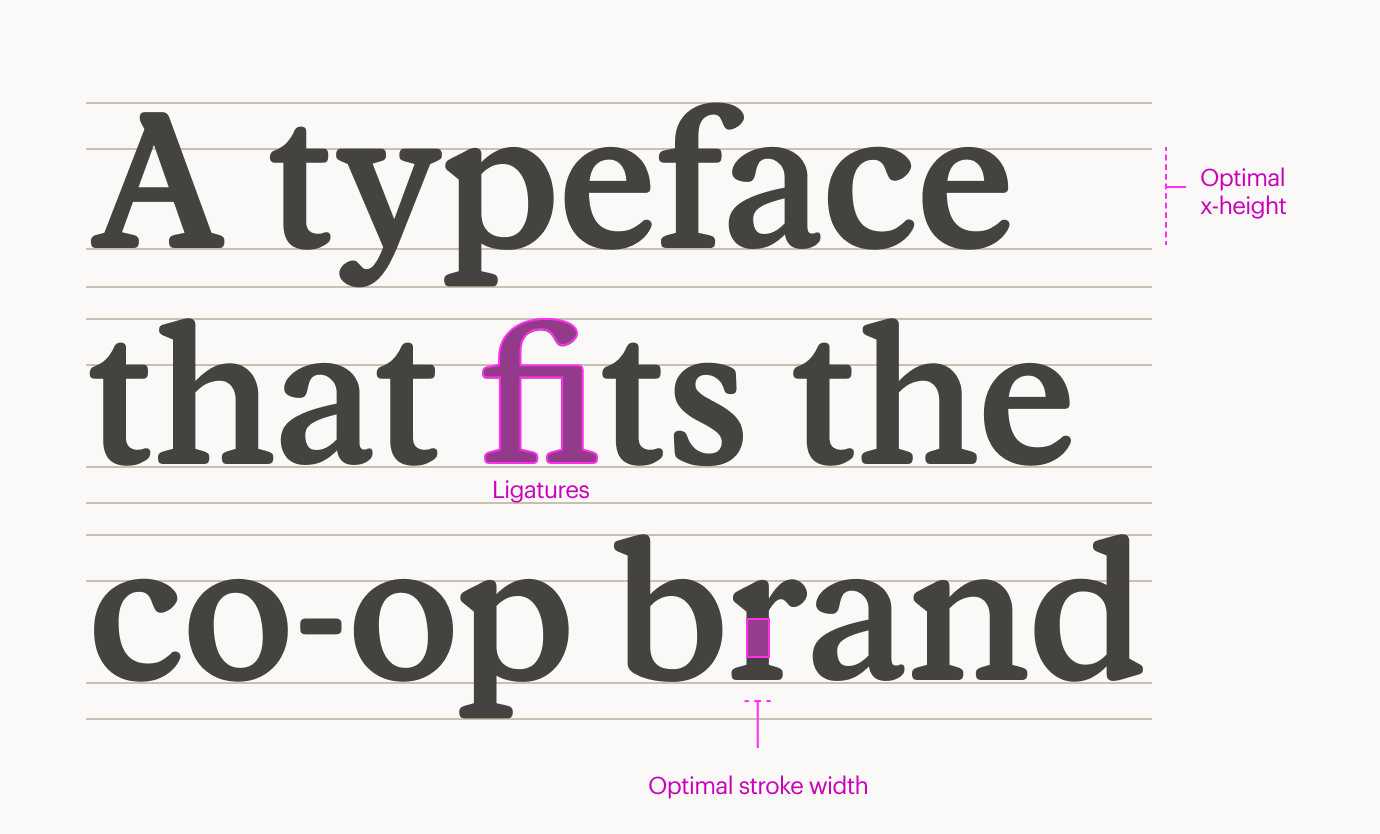 A typeface
Optimal
x-height
that fits the
Ligatures
co-op brand
Optimal stroke width